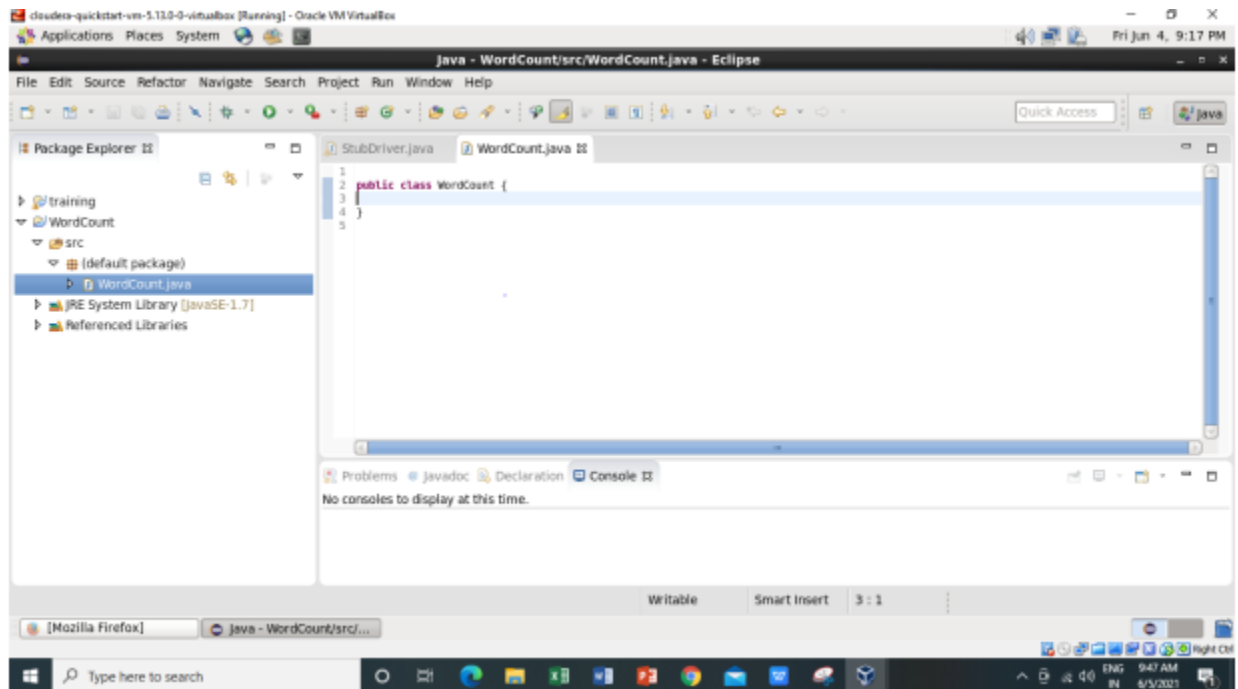 cloudera-quickstart-vm-5.13.0-0-virtualbox [Running] - Oracle VM VirtualBox
Applications Places System Fri Jun 4, 9:17 PM
Java - WordCount/src/WordCount.java - Eclipse
File Edit Source Refactor Navigate Search Project Run Window Help
Quick Access Java
Package Explorer
StubDriver.java WordCount.java
1
2 public class WordCount {
3
4 }
5
training
WordCount
src
(default package)
WordCount.java
JRE System Library [JavaSE-1.7]
Referenced Libraries
Problems Javadoc Declaration Console
No consoles to display at this time.
Writable Smart Insert 3 : 1
[Mozilla Firefox] Java - WordCount/src/...
Right Ctrl
Type here to search
ENG 9:47 AM
IN 6/5/2021